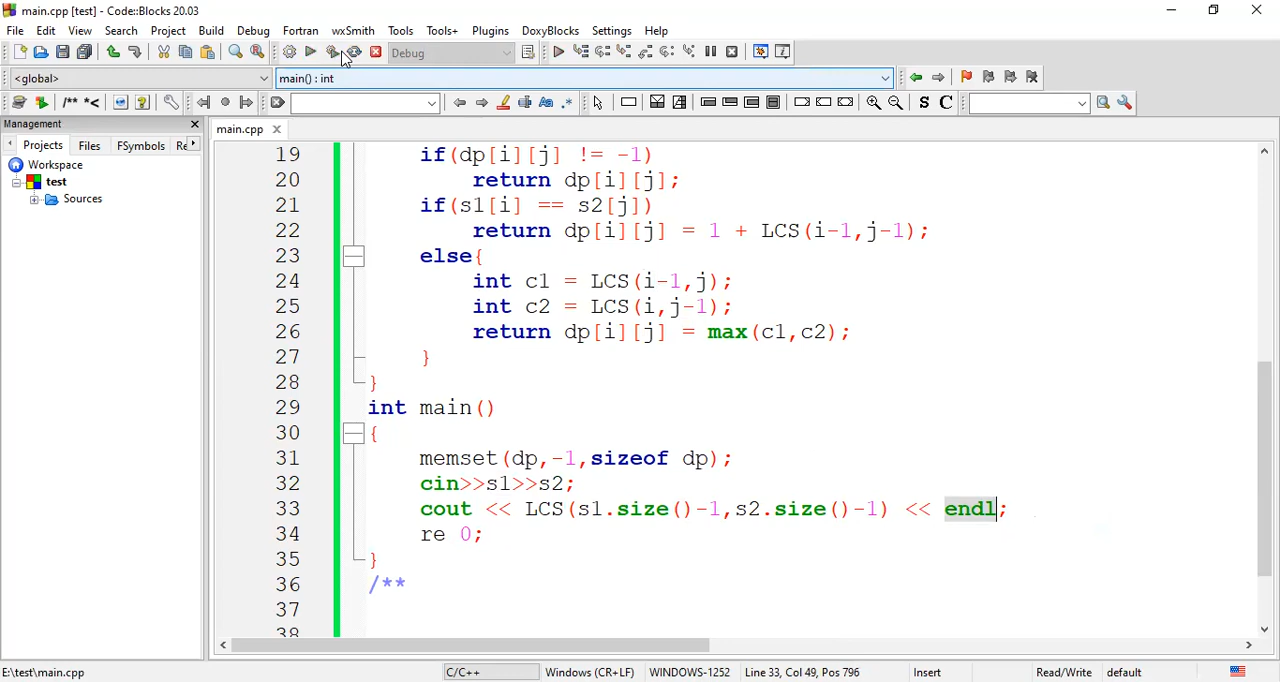 main.cpp [test] - Code::Blocks 20.03
File Edit View Search Project Build Debug Fortran wxSmith Tools Tools+ Plugins DoxyBlocks Settings Help
Debug
<global> main() : int
/** *< S C
Management
Projects Files FSymbols Re
Workspace
test
Sources
main.cpp
19 if(dp[i][j] != -1)
20 return dp[i][j];
21 if(s1[i] == s2[j])
22 return dp[i][j] = 1 + LCS(i-1,j-1);
23 else{
24 int c1 = LCS(i-1,j);
25 int c2 = LCS(i,j-1);
26 return dp[i][j] = max(c1,c2);
27 }
28 }
29 int main()
30 {
31 memset(dp,-1,sizeof dp);
32 cin>>s1>>s2;
33 cout << LCS(s1.size()-1,s2.size()-1) << endl;
34 re 0;
35 }
36 /**
37
38
E:\test\main.cpp C/C++ Windows (CR+LF) WINDOWS-1252 Line 33, Col 49, Pos 796 Insert Read/Write default